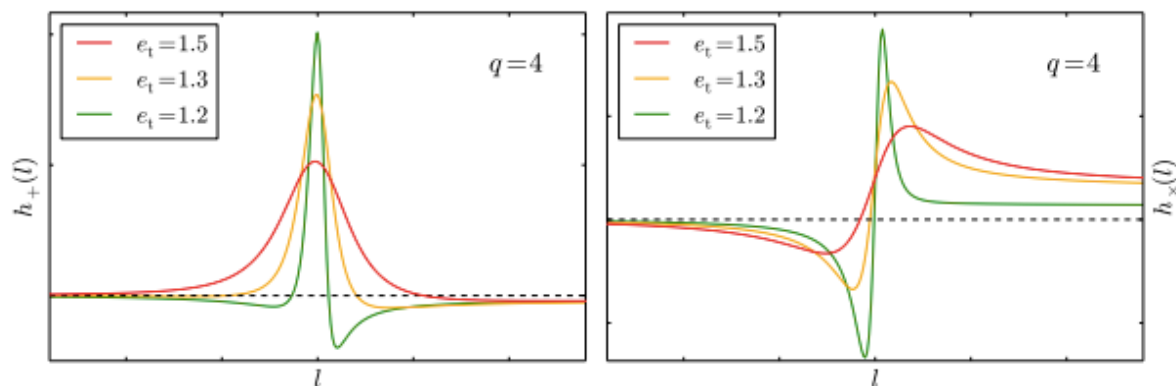 e_t = 1.5
e_t = 1.3
e_t = 1.2
q = 4
h_+(l)
l
e_t = 1.5
e_t = 1.3
e_t = 1.2
q = 4
h_×(l)
l